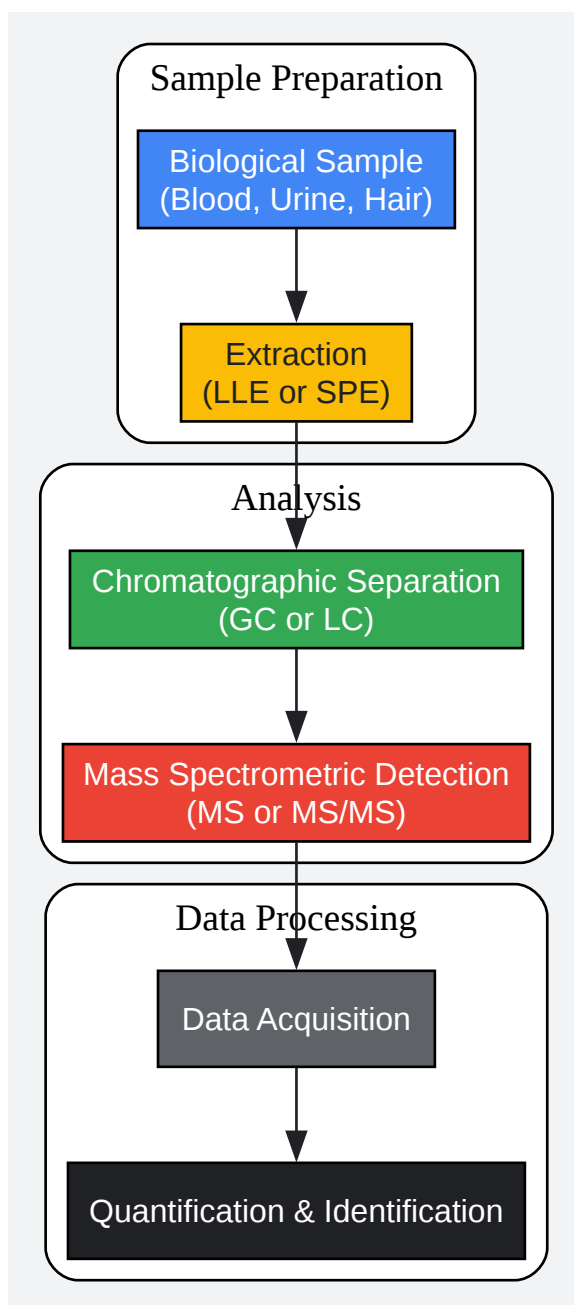 Sample Preparation
Biological Sample
(Blood, Urine, Hair)
Extraction
(LLE or SPE)
Analysis
Chromatographic Separation
(GC or LC)
Mass Spectrometric Detection
(MS or MS/MS)
Data Processing
Data Acquisition
Quantification & Identification